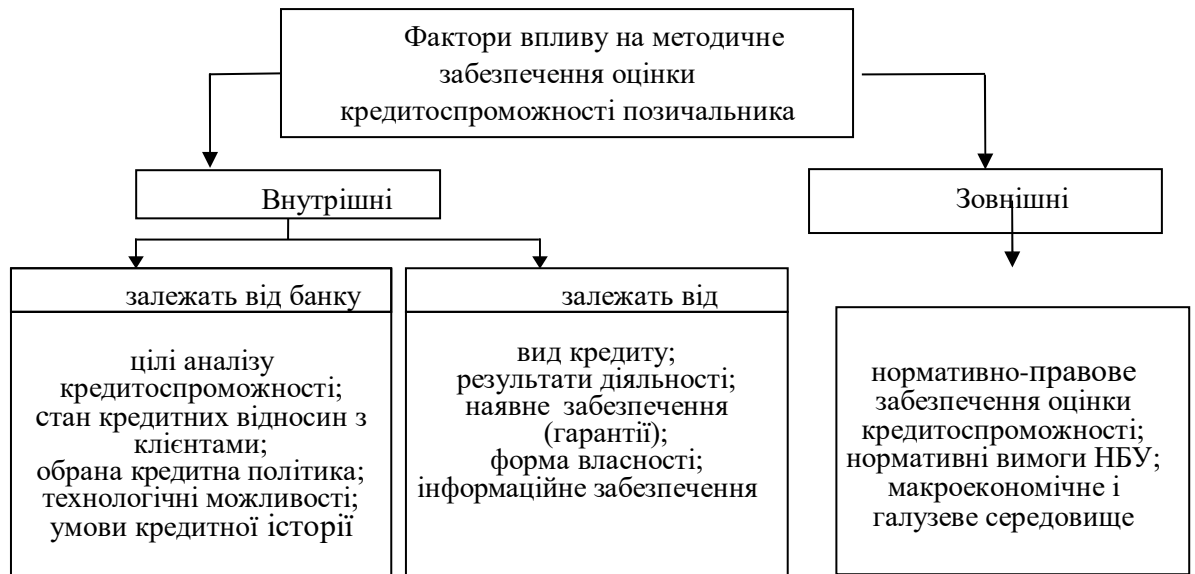 Фактори впливу на методичне
забезпечення оцінки
кредитоспроможності позичальника
Внутрішні
Зовнішні
залежать від банку
залежать від
цілі аналізу
кредитоспроможності;
стан кредитних відносин з
клієнтами;
обрана кредитна політика;
технологічні можливості;
умови кредитної історії
вид кредиту;
результати діяльності;
наявне забезпечення
(гарантії);
форма власності;
інформаційне забезпечення
нормативно-правове
забезпечення оцінки
кредитоспроможності;
нормативні вимоги НБУ;
макроекономічне і
галузеве середовище